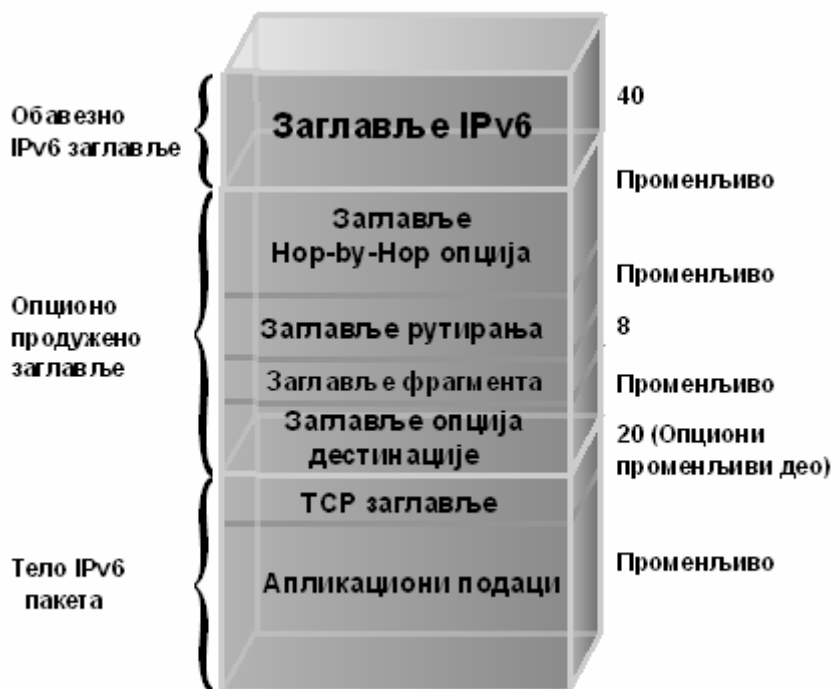 Обавезно
IPv6 заглавље
Заглавље IPv6
40
Променљиво
Опционо
продужено
заглавље
Заглавље
Hop-by-Hop опција
Променљиво
Заглавље рутирања
8
Заглавље фрагмента
Променљиво
Заглавље опција
дестинације
20 (Опциони
променљиви део)
Тело IPv6
пакета
TCP заглавље
Апликациони подаци
Променљиво